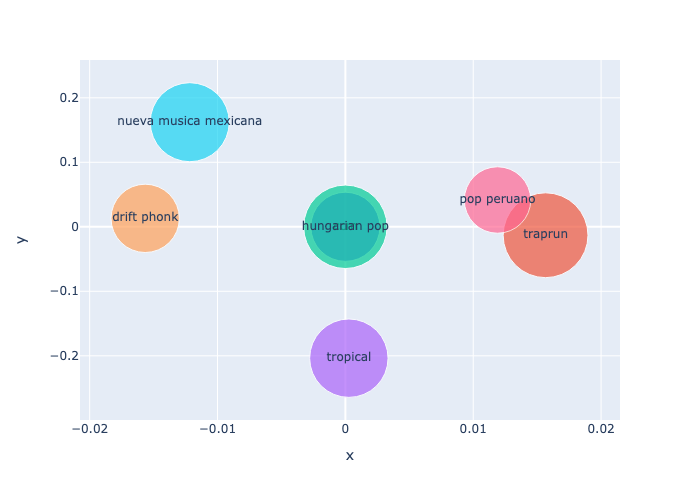 0.2
nueva musica mexicana
0.1
pop peruano
drift phonk
0
hungarian pop
traprun
y
−0.1
−0.2
tropical
−0.02
−0.01
0
0.01
0.02
x